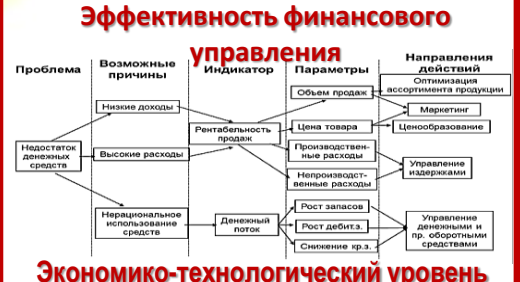 Эффективность финансового
управления
Проблема
Возможные
причины
Индикатор
Параметры
Направления
действий
Недостаток
денежных
средств
Низкие доходы
Высокие расходы
Нерациональное
использование
средств
Рентабельность
продаж
Денежный
поток
Объем продаж
Цена товара
Производствен-
ные расходы
Непроизводст-
венные расходы
Рост запасов
Рост дебит.з.
Снижение кр.з.
Оптимизация
ассортимента продукции
Маркетинг
Ценообразование
Управление
издержками
Управление
денежными и
пр. оборотными
средствами
Экономико-технологический уровень